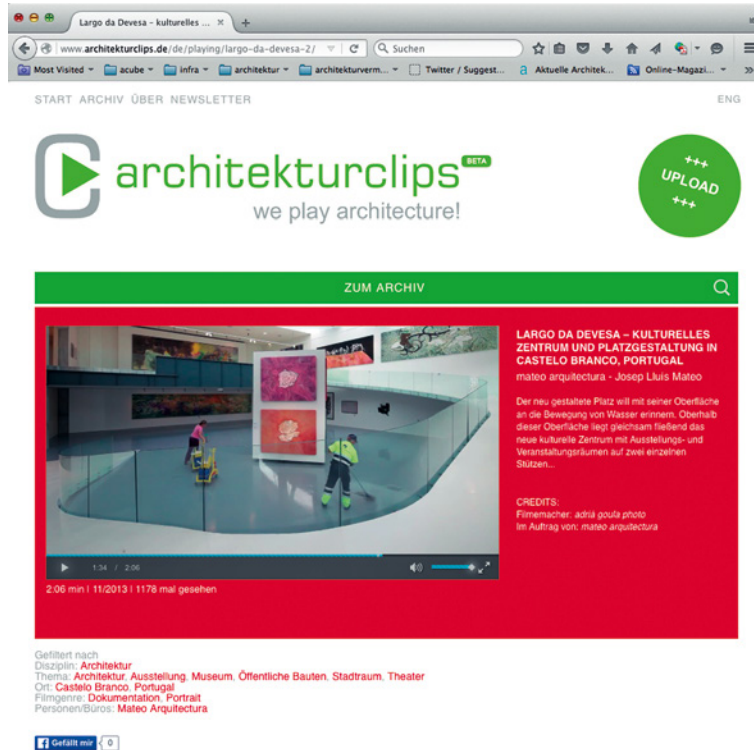 Largo da Devesa – kulturelles ... × +
www.architekturclips.de/de/playing/largo-da-devesa-2/
Suchen
Most Visited acube infra architektur architekturverm... Twitter / Suggest... Aktuelle Architek... Online-Magazi...
START ARCHIV ÜBER NEWSLETTER ENG
architekturclips BETA
we play architecture!
+++
UPLOAD
+++
ZUM ARCHIV
LARGO DA DEVESA – KULTURELLES
ZENTRUM UND PLATZGESTALTUNG IN
CASTELO BRANCO, PORTUGAL
mateo arquitectura - Josep Lluis Mateo
Der neu gestaltete Platz will mit seiner Oberfläche
an die Bewegung von Wasser erinnern. Oberhalb
dieser Oberfläche liegt gleichsam fließend das
neue kulturelle Zentrum mit Ausstellungs- und
Veranstaltungsräumen auf zwei einzelnen
Stützen...
CREDITS:
Filmemacher: adrià goula photo
Im Auftrag von: mateo arquitectura
1:34 / 2:06
2:06 min | 11/2013 | 1178 mal gesehen
Gefiltert nach
Disziplin: Architektur
Thema: Architektur, Ausstellung, Museum, Öffentliche Bauten, Stadtraum, Theater
Ort: Castelo Branco, Portugal
Filmgenre: Dokumentation, Portrait
Personen/Büros: Mateo Arquitectura
Gefällt mir 0